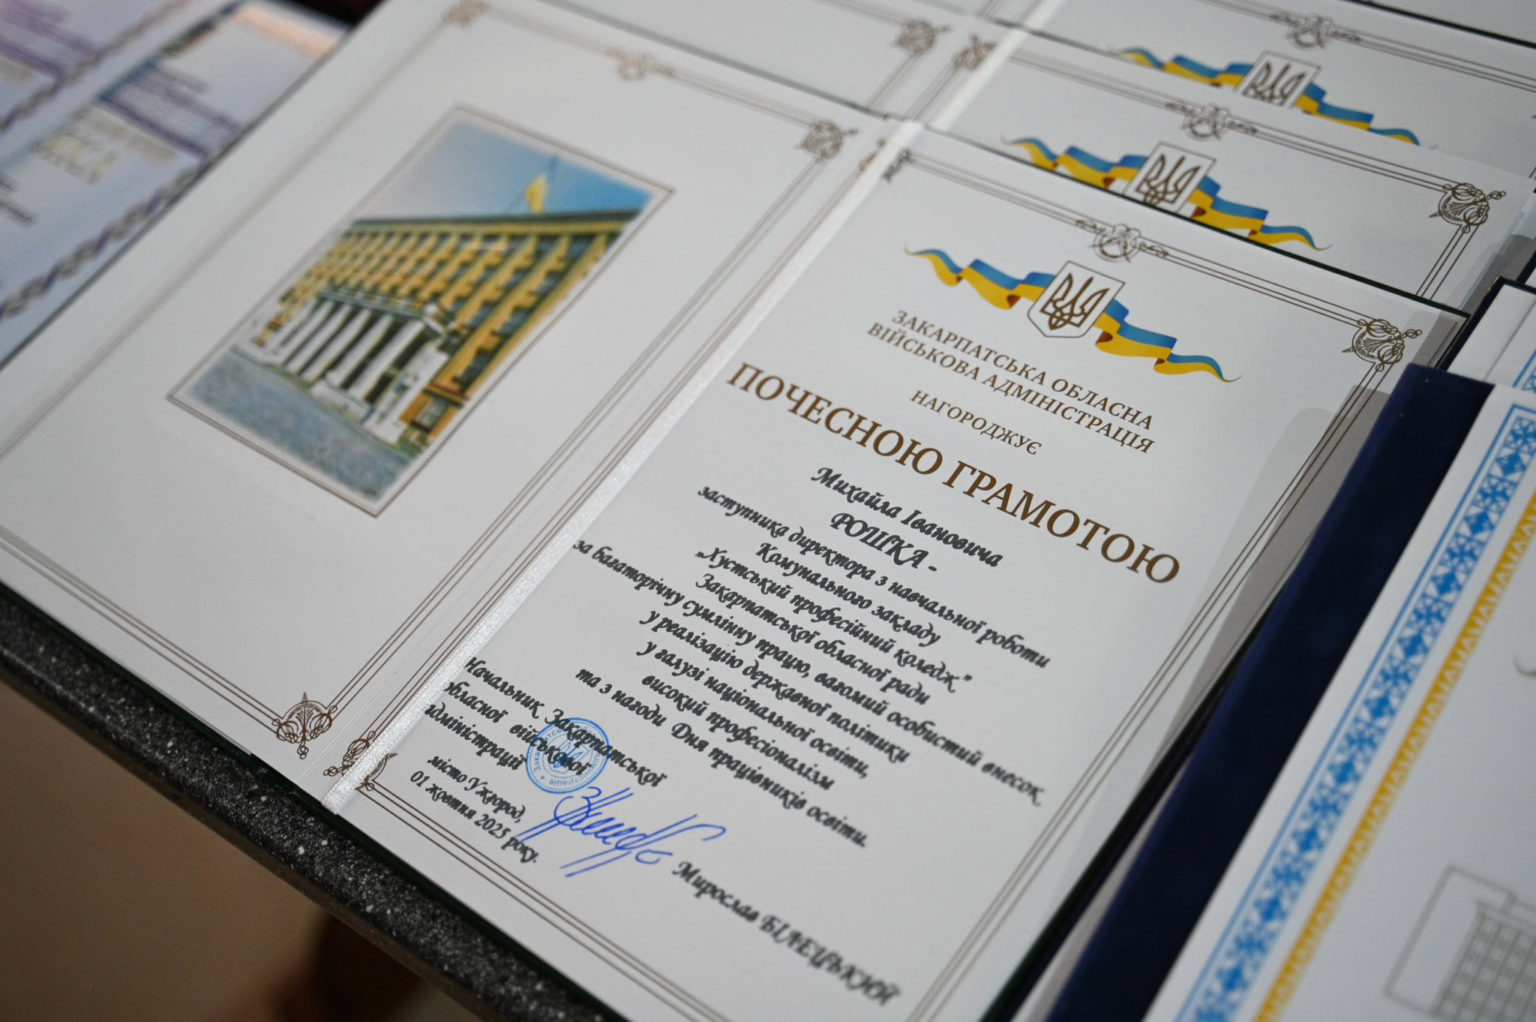 ЗАКАРПАТСЬКА ОБЛАСНА
ВІЙСЬКОВА АДМІНІСТРАЦІЯ
НАГОРОДЖУЄ
ПОЧЕСНОЮ ГРАМОТОЮ
Михайла Івановича
РОШКА -
заступника директора з навчальної роботи
Комунального закладу
„Хустський професійний коледж”
Закарпатської обласної ради
за багаторічну сумлінну працю, вагомий особистий внесок
у реалізацію державної політики
у галузі національної освіти,
високий професіоналізм
та з нагоди Дня працівників освіти.
Начальник Закарпатської
обласної військової
адміністрації
Мирослав БІЛЕЦЬКИЙ
місто Ужгород,
01 жовтня 2025 року.